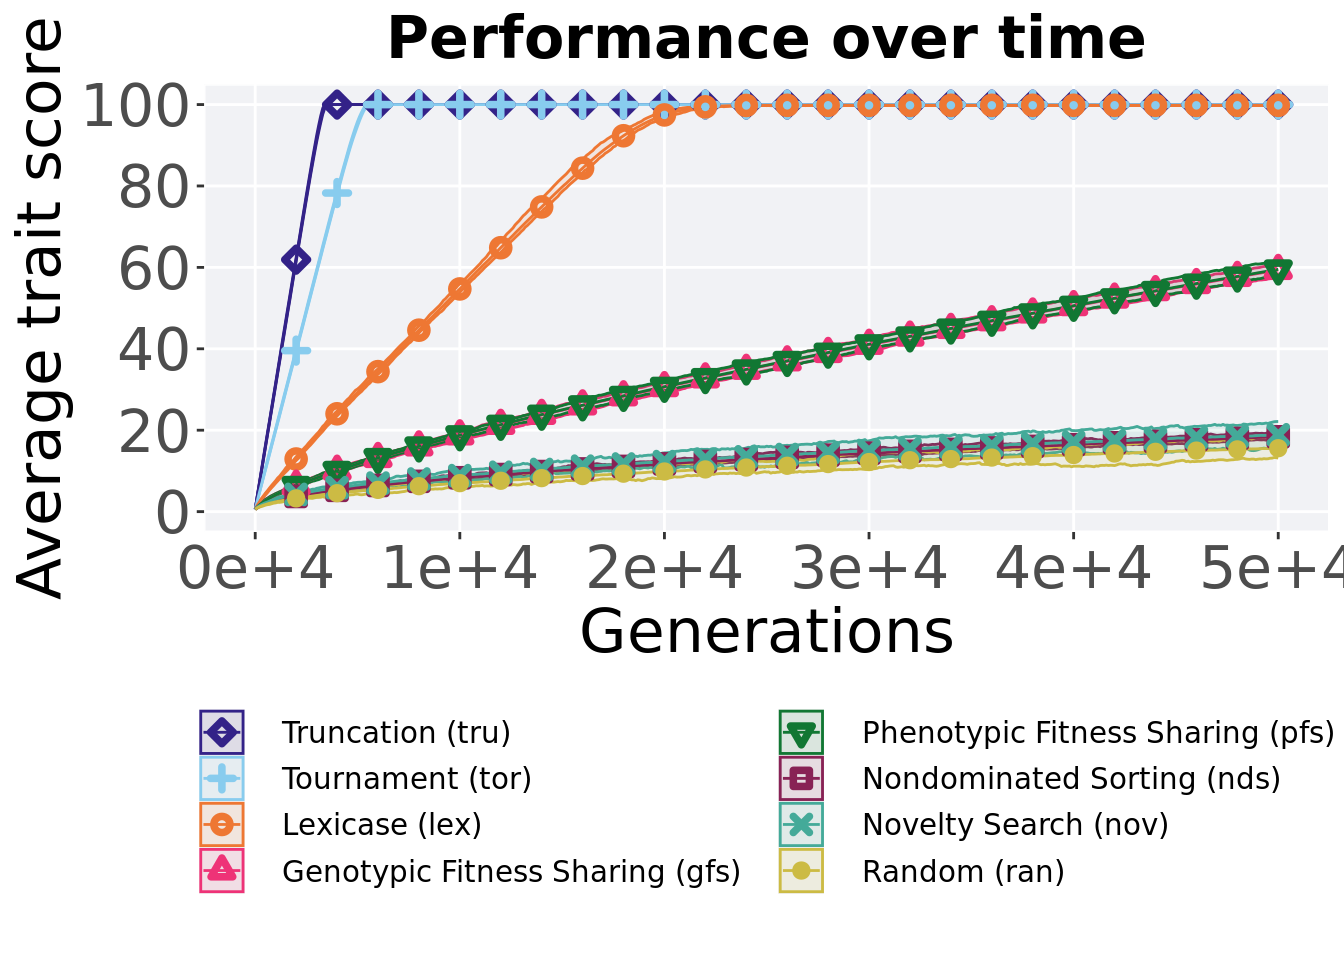 Performance over time
Average trait score
100
80
60
40
20
0
0e+4 1e+4 2e+4 3e+4 4e+4 5e+4
Generations
Truncation (tru)
Tournament (tor)
Lexicase (lex)
Genotypic Fitness Sharing (gfs)
Phenotypic Fitness Sharing (pfs)
Nondominated Sorting (nds)
Novelty Search (nov)
Random (ran)